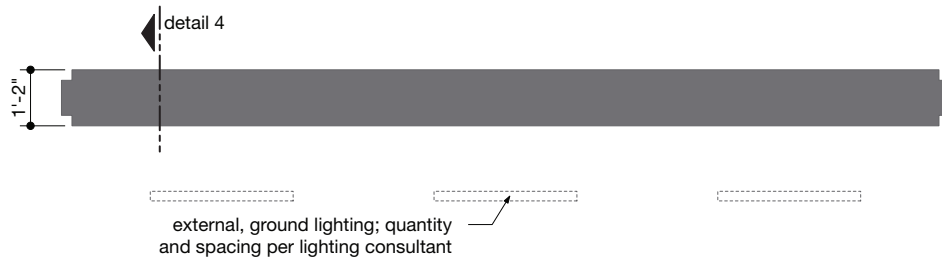 detail 4
1'-2"
external, ground lighting; quantity
and spacing per lighting consultant